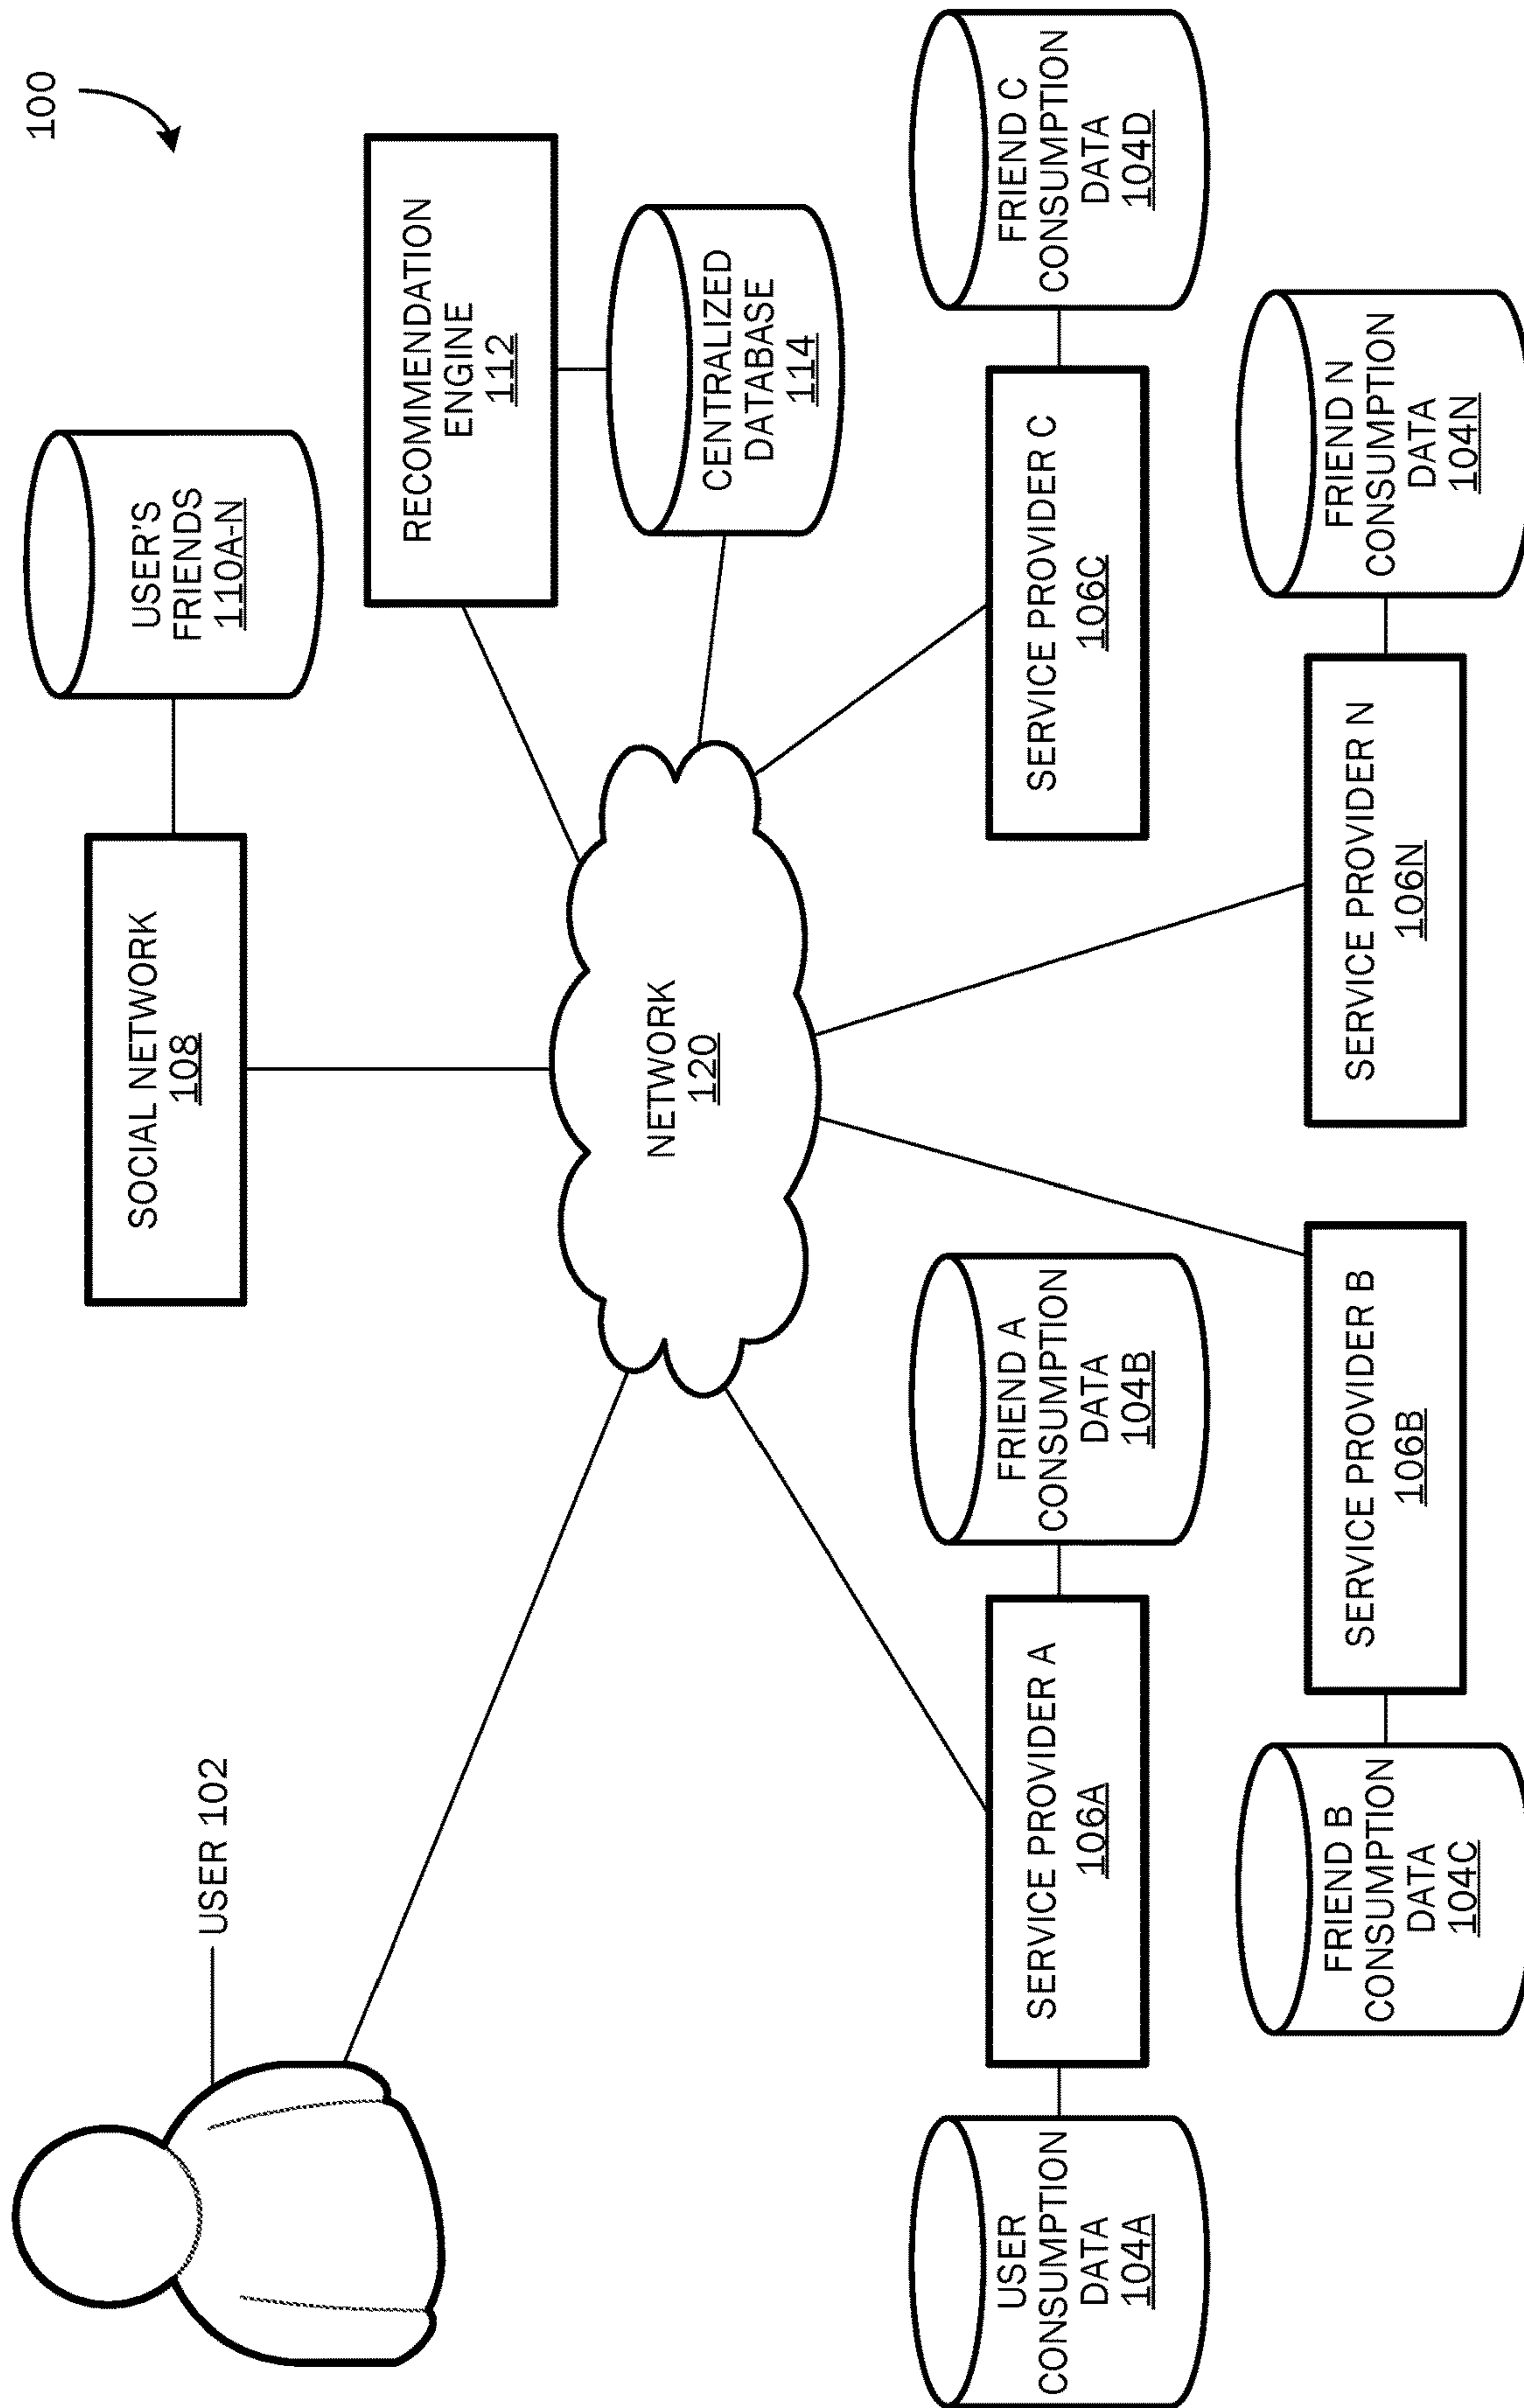 100
USER 102
SOCIAL NETWORK
108
USER'S
FRIENDS
110A-N
RECOMMENDATION
ENGINE
112
CENTRALIZED
DATABASE
114
NETWORK
120
USER
CONSUMPTION
DATA
104A
SERVICE PROVIDER A
106A
FRIEND A
CONSUMPTION
DATA
104B
SERVICE PROVIDER C
106C
FRIEND C
CONSUMPTION
DATA
104D
FRIEND B
CONSUMPTION
DATA
104C
SERVICE PROVIDER B
106B
SERVICE PROVIDER N
106N
FRIEND N
CONSUMPTION
DATA
104N